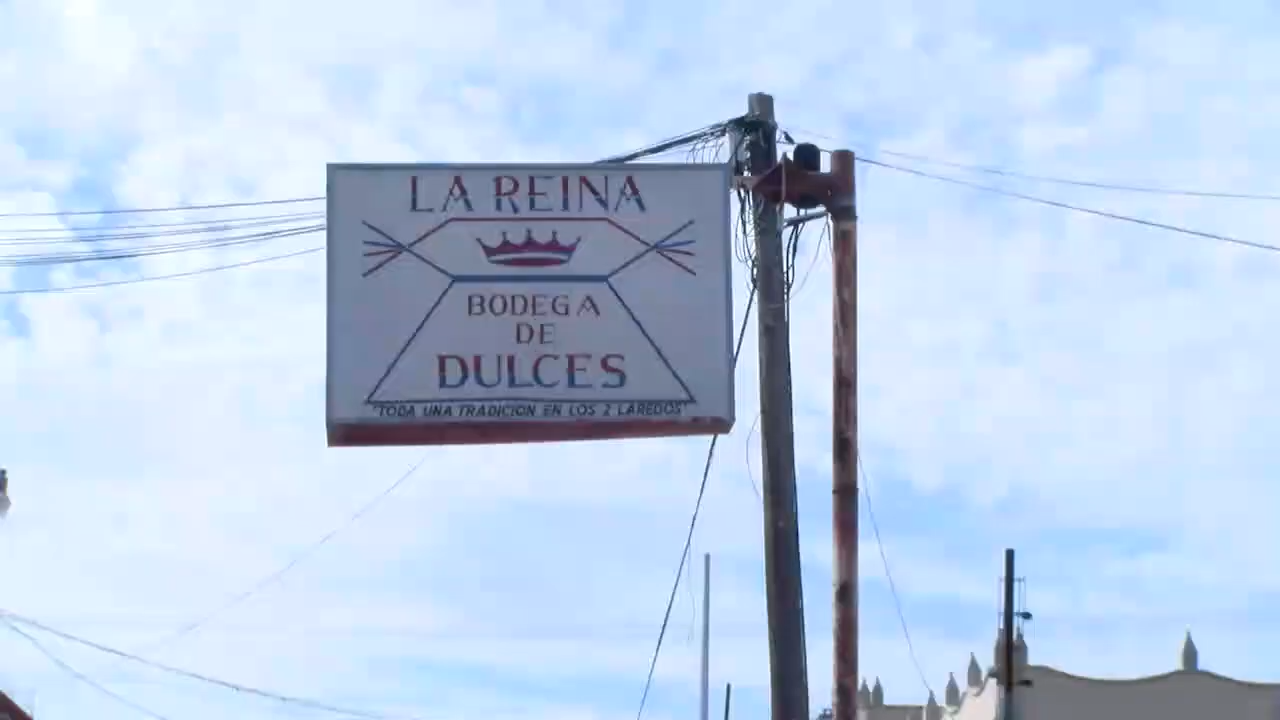 LA REINA
BODEGA
DE
DULCES
"TODA UNA TRADICION EN LOS 2 LAREDOS"